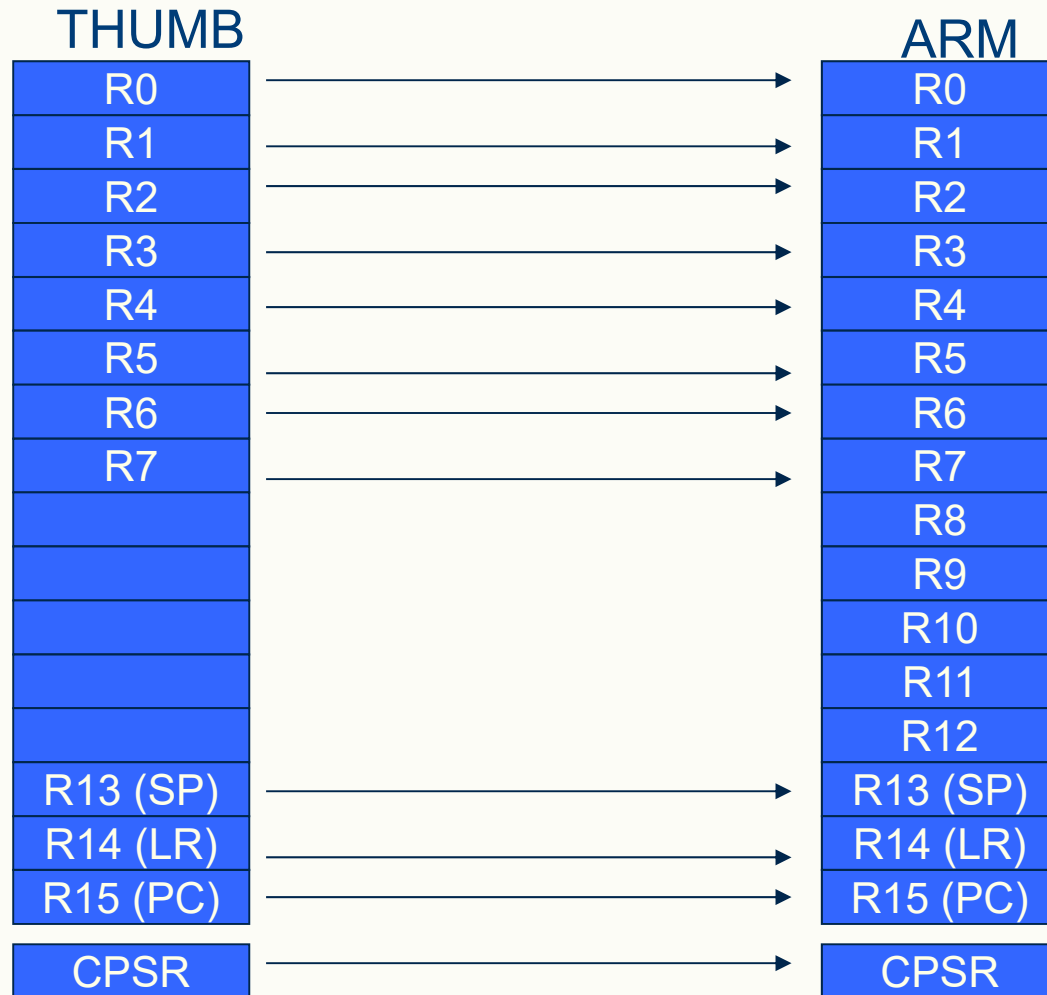 THUMB ARM
R0 R0
R1 R1
R2 R2
R3 R3
R4 R4
R5 R5
R6 R6
R7 R7
R8
R9
R10
R11
R12
R13 (SP) R13 (SP)
R14 (LR) R14 (LR)
R15 (PC) R15 (PC)
CPSR CPSR